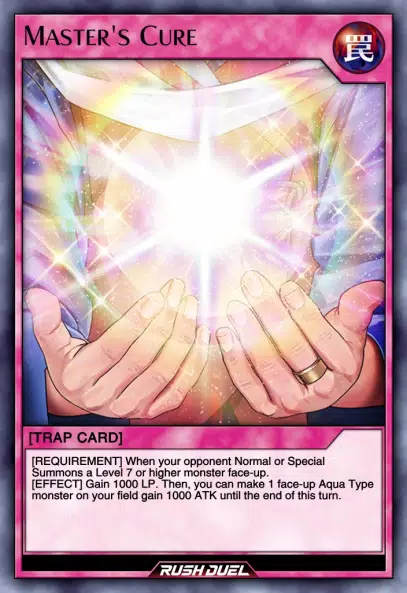 MASTER'S CURE
罠
[TRAP CARD]
[REQUIREMENT] When your opponent Normal or Special
Summons a Level 7 or higher monster face-up.
[EFFECT] Gain 1000 LP. Then, you can make 1 face-up Aqua Type
monster on your field gain 1000 ATK until the end of this turn.
RUSH DUEL